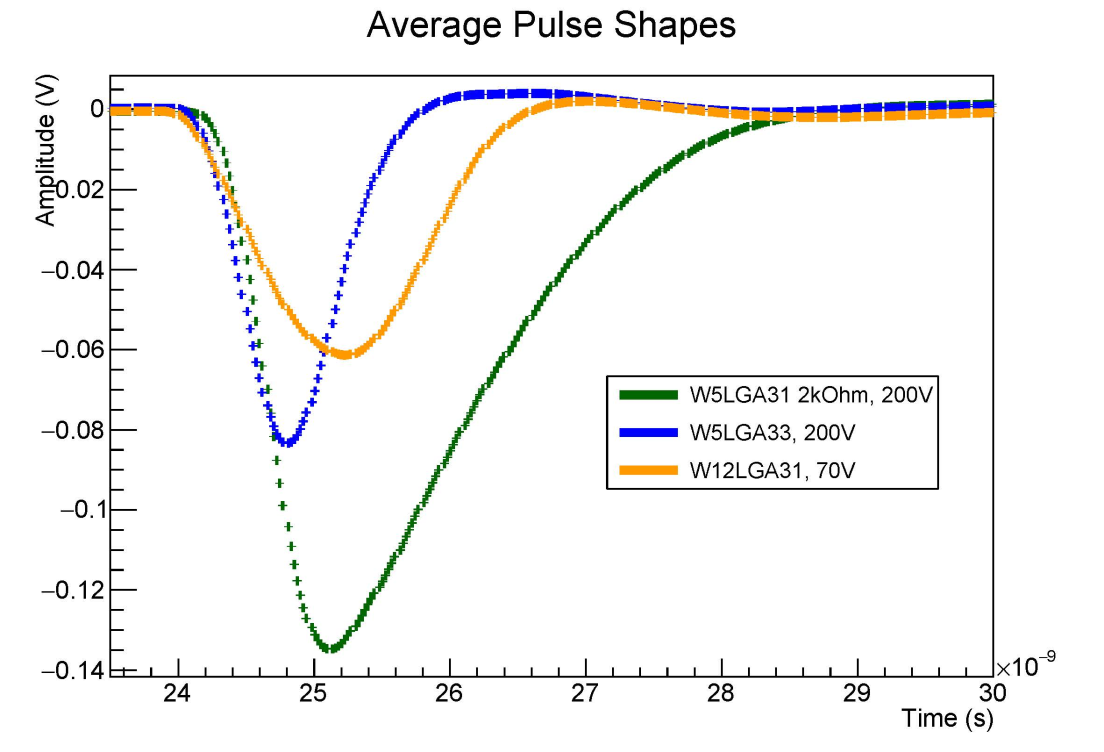 Average Pulse Shapes
Amplitude (V)
0
0.02
−0.04
−0.06
−0.08
−0.1
−0.12
−0.14
W5LGA31 2kOhm, 200V
W5LGA33, 200V
W12LGA31, 70V
24 25 26 27 28 29 30
×10⁻⁹
Time (s)